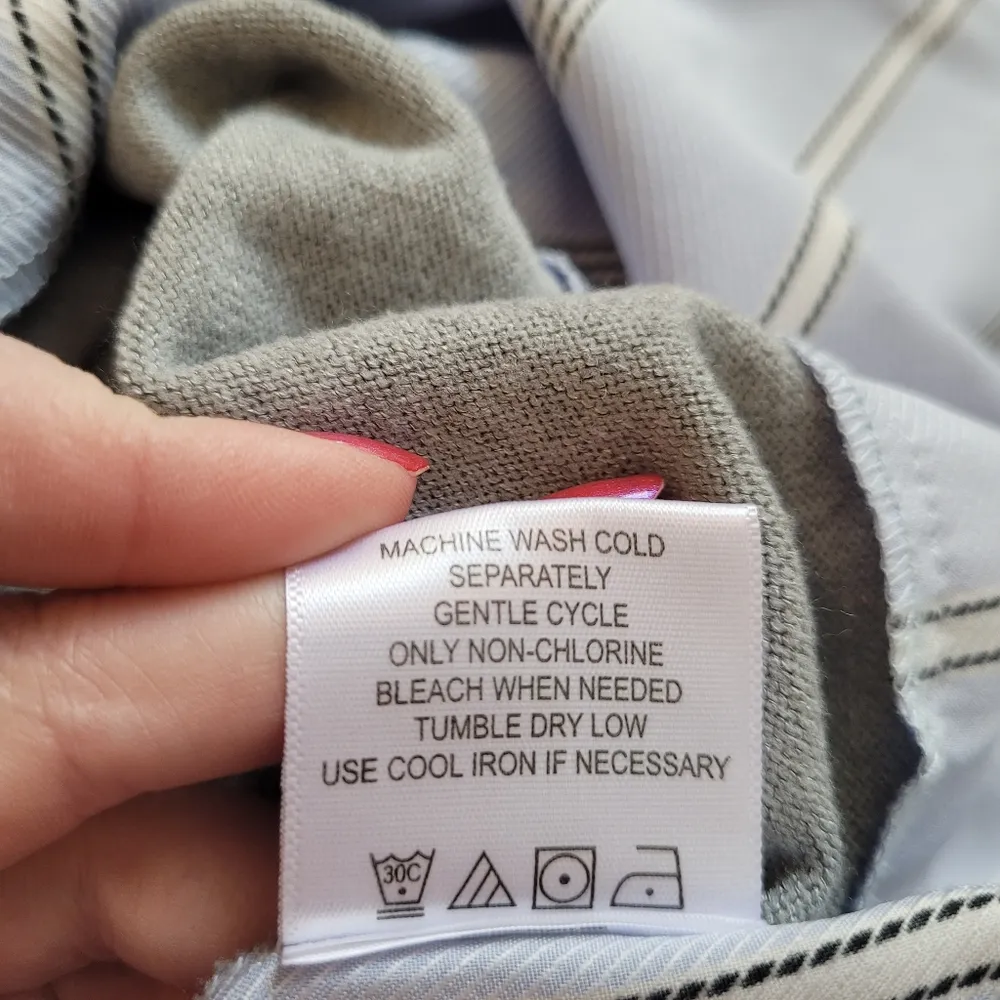 MACHINE WASH COLD
SEPARATELY
GENTLE CYCLE
ONLY NON-CHLORINE
BLEACH WHEN NEEDED
TUMBLE DRY LOW
USE COOL IRON IF NECESSARY
30C